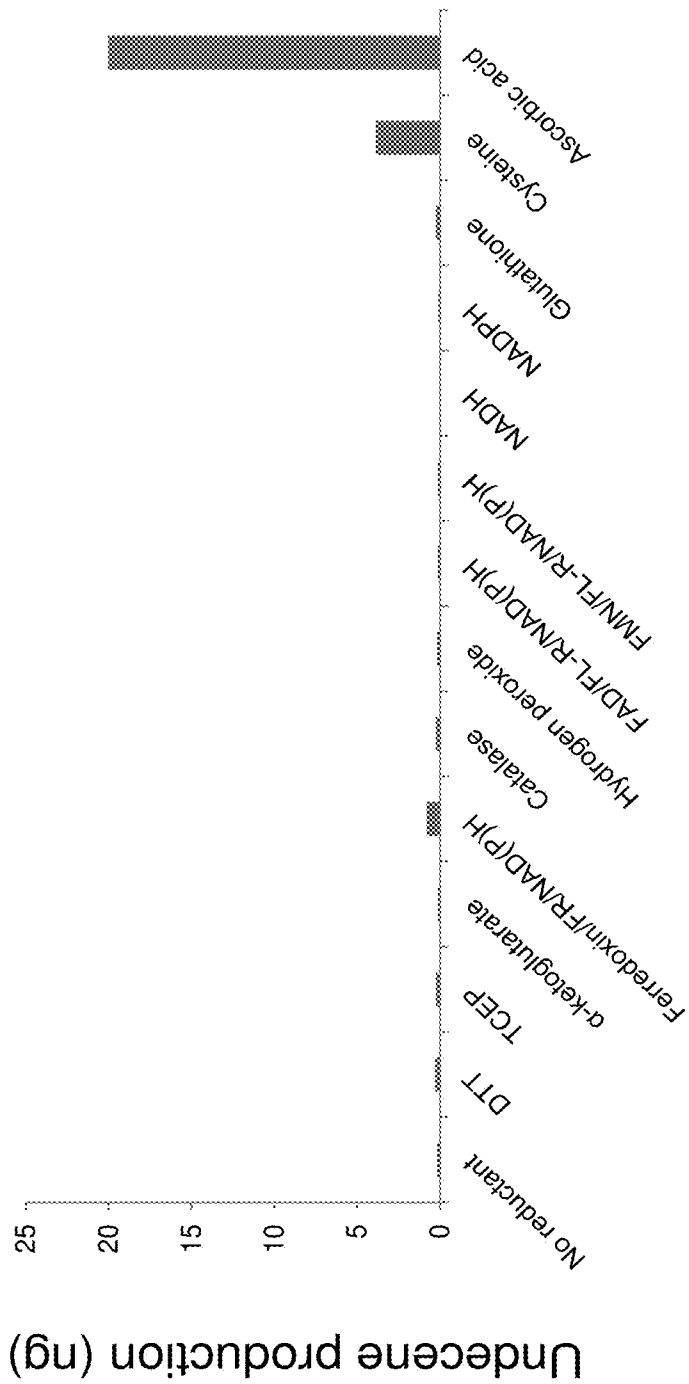 Undecene production (ng)
25
20
15
10
5
0
No reductant
DTT
TCEP
α-ketoglutarate
Ferredoxin/FR/NAD(P)H
Catalase
Hydrogen peroxide
FAD/FL-R/NAD(P)H
FMN/FL-R/NAD(P)H
NADH
NADPH
Glutathione
Cysteine
Ascorbic acid